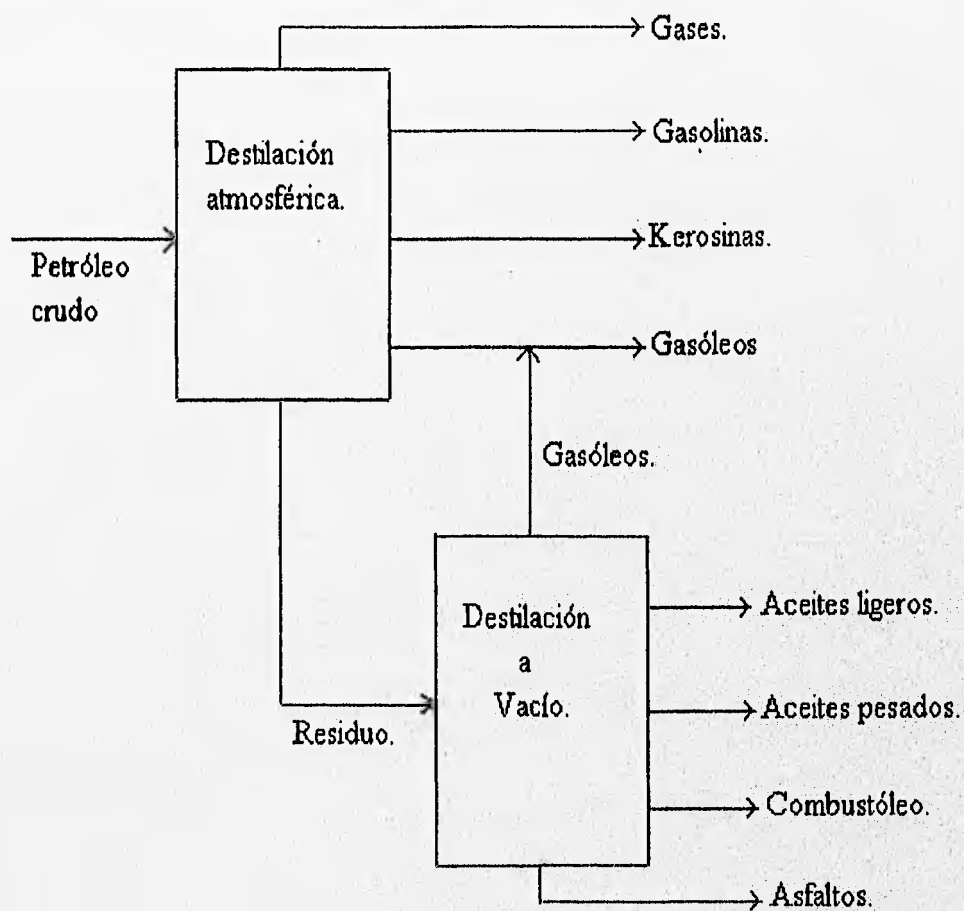 Gases.
Gasolinas.
Destilación
atmosférica.
Kerosinas.
Petróleo
crudo
Gasóleos
Gasóleos.
Destilación
a
Vacío.
Aceites ligeros.
Aceites pesados.
Residuo.
Combustóleo.
Asfaltos.